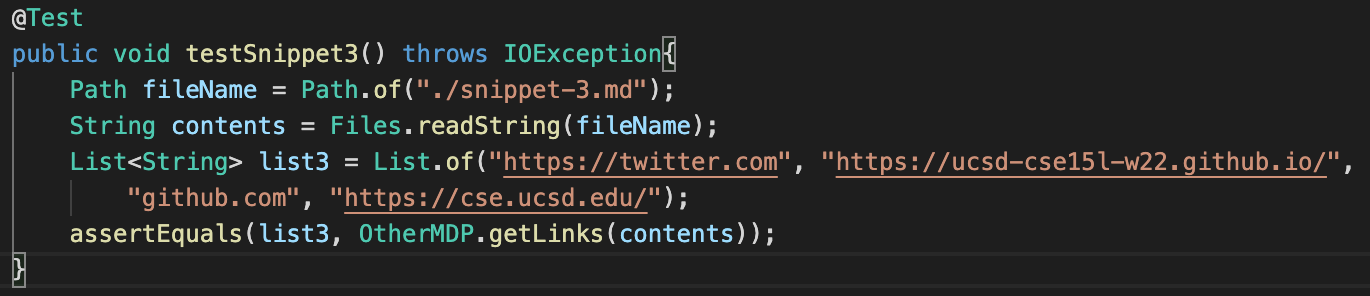 @Test
public void testSnippet3() throws IOException{
    Path fileName = Path.of("./snippet-3.md");
    String contents = Files.readString(fileName);
    List<String> list3 = List.of("https://twitter.com", "https://ucsd-cse15l-w22.github.io/",
        "github.com", "https://cse.ucsd.edu/");
    assertEquals(list3, OtherMDP.getLinks(contents));
}